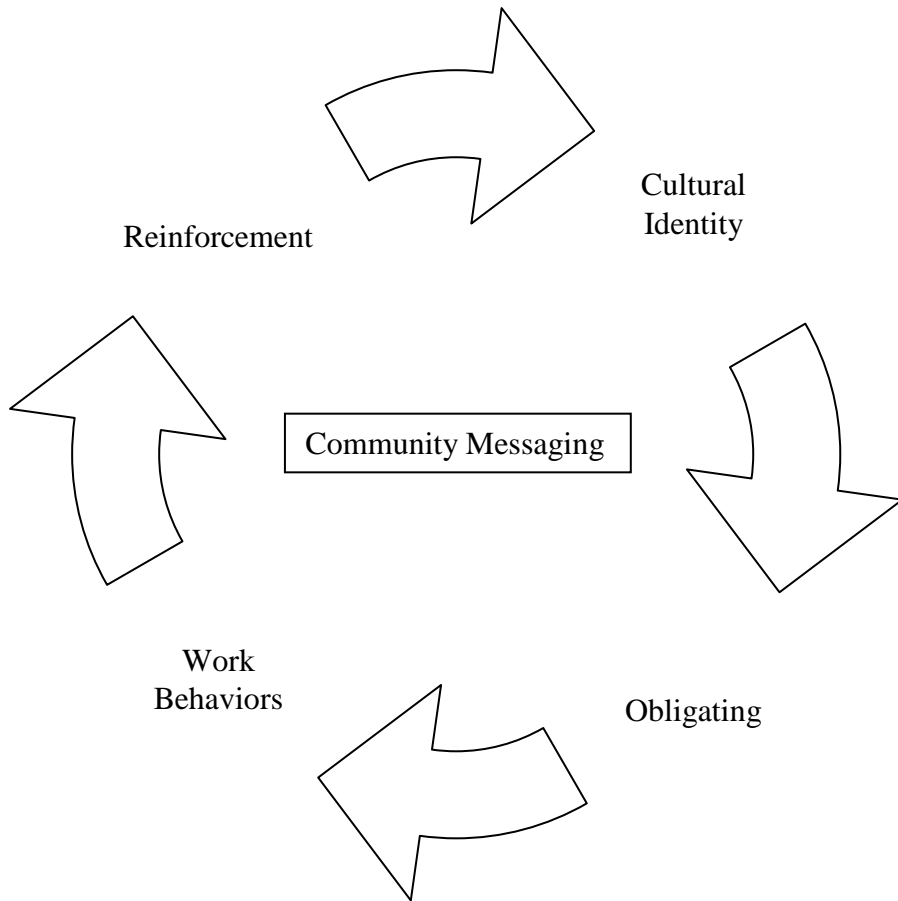 Cultural
Identity
Reinforcement
Community Messaging
Work
Behaviors
Obligating